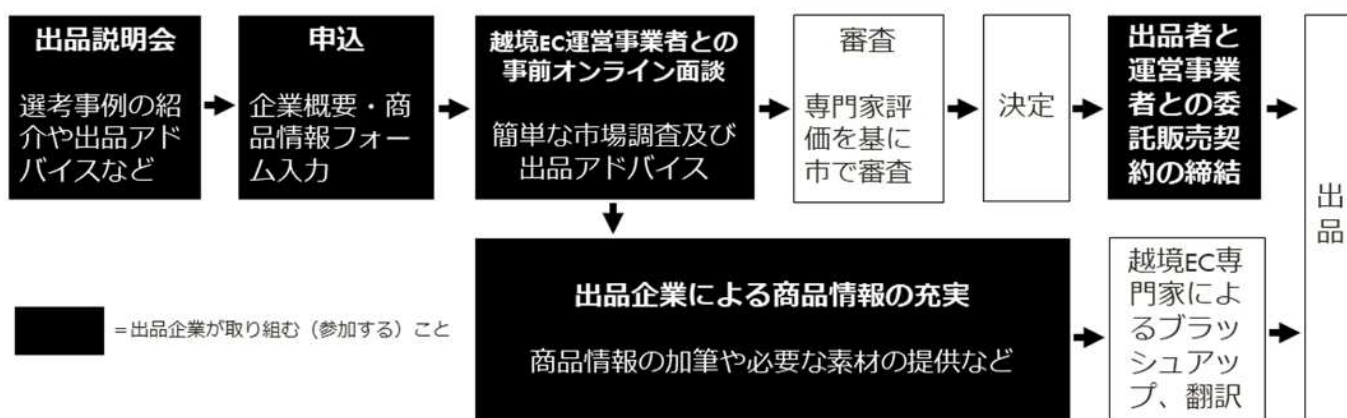 出品説明会
選考事例の紹
介や出品アド
バイスなど
申込
企業概要・商
品情報フォー
ム入力
越境EC運営事業者との
事前オンライン面談
簡単な市場調査及び
出品アドバイス
審査
専門家評
価を基に
市で審査
決定
出品者と
運営事業
者との委
託販売契
約の締結
出
品
出品企業による商品情報の充実
商品情報の加筆や必要な素材の提供など
越境EC専
門家によ
るブラッ
シュアッ
プ、翻訳
=出品企業が取り組む（参加する）こと